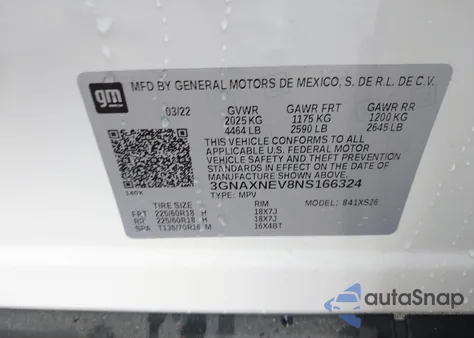 gm
MFD BY GENERAL MOTORS DE MEXICO, S. DE R.L. DE C.V.
03/22 GVWR GAWR FRT GAWR RR
2025 KG 1175 KG 1200 KG
4464 LB 2590 LB 2645 LB
THIS VEHICLE CONFORMS TO ALL
APPLICABLE U.S. FEDERAL MOTOR
VEHICLE SAFETY AND THEFT PREVENTION
STANDARDS IN EFFECT ON THE DATE OF
MANUFACTURE SHOWN ABOVE.
3GNAXNEV8NS166324
TYPE: MPV
TIRE SIZE RIM MODEL: 841XS26
FRT 225/60R18 H 18X7J
RR 225/60R18 H 18X7J
SPA T135/70R16 M 16X4BT
autoSnap